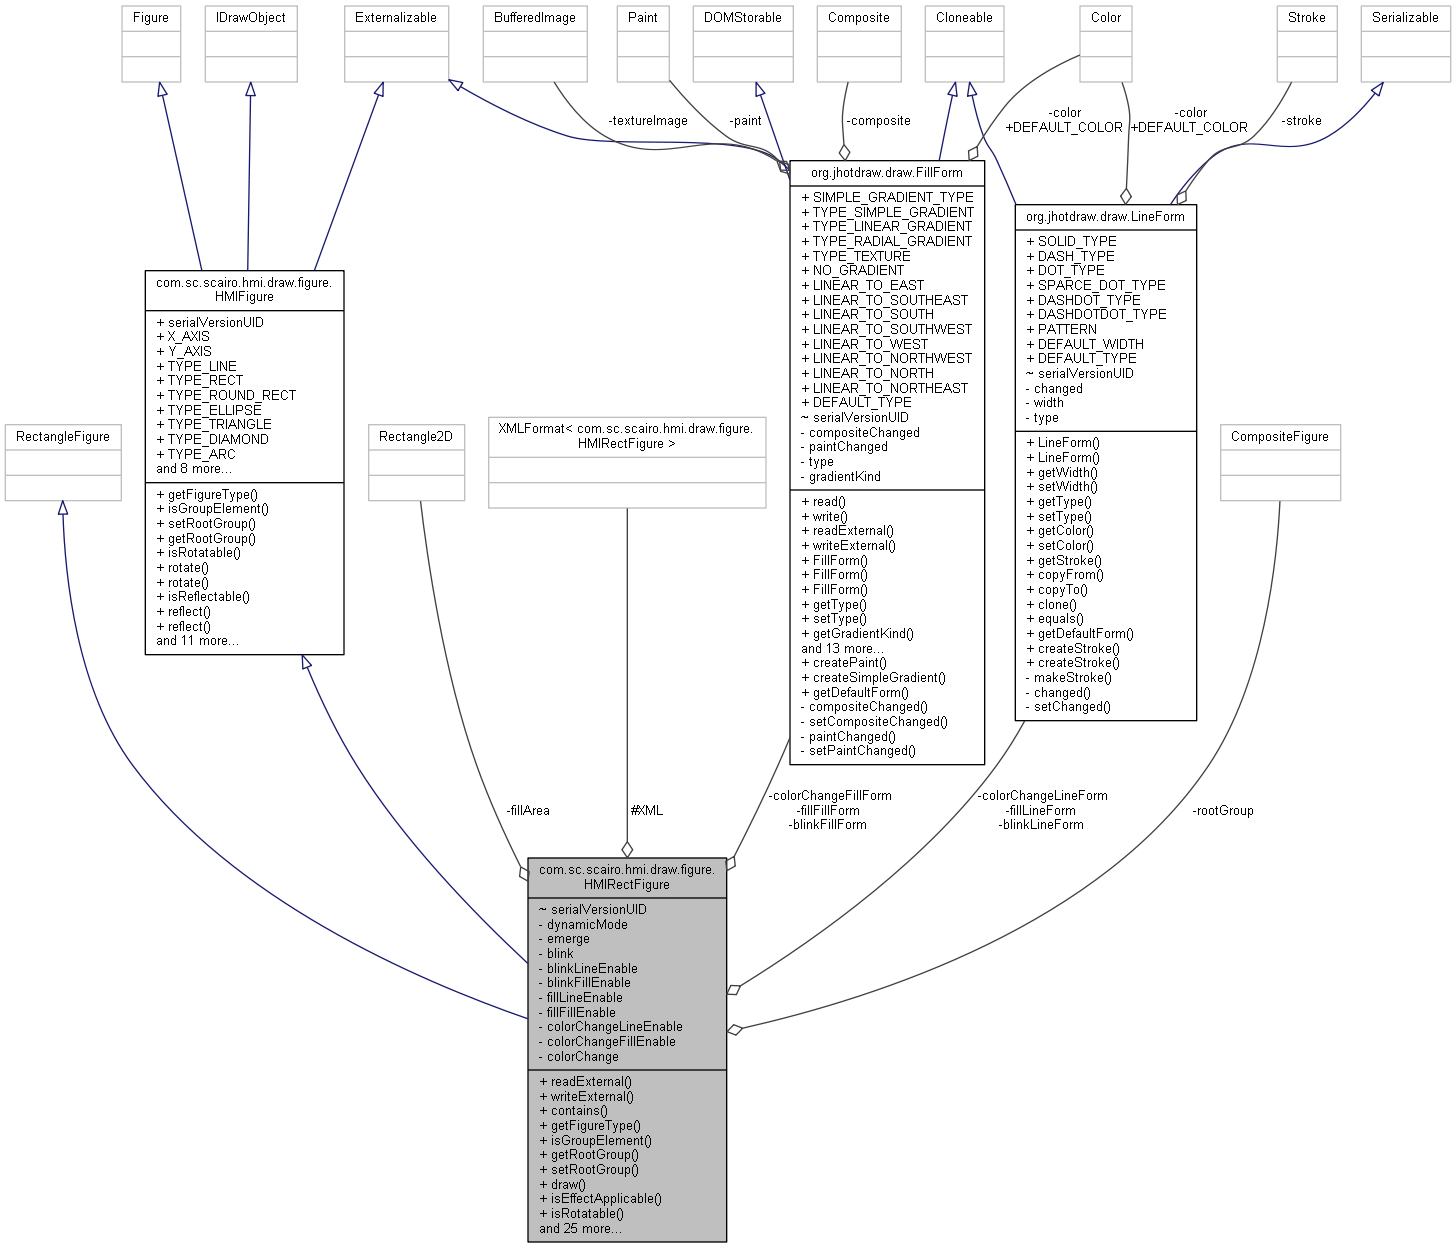 Figure
IDrawObject
Externalizable
BufferedImage
Paint
DOMStorable
Composite
Cloneable
Color
Stroke
Serializable
-textureImage
-paint
-composite
-color
+DEFAULT_COLOR
-color
+DEFAULT_COLOR
-stroke
org.jhotdraw.draw.FillForm
+ SIMPLE_GRADIENT_TYPE
+ TYPE_SIMPLE_GRADIENT
+ TYPE_LINEAR_GRADIENT
+ TYPE_RADIAL_GRADIENT
+ TYPE_TEXTURE
+ NO_GRADIENT
+ LINEAR_TO_EAST
+ LINEAR_TO_SOUTHEAST
+ LINEAR_TO_SOUTH
+ LINEAR_TO_SOUTHWEST
+ LINEAR_TO_WEST
+ LINEAR_TO_NORTHWEST
+ LINEAR_TO_NORTH
+ LINEAR_TO_NORTHEAST
+ DEFAULT_TYPE
~ serialVersionUID
- compositeChanged
- paintChanged
- type
- gradientKind
+ read()
+ write()
+ readExternal()
+ writeExternal()
+ FillForm()
+ FillForm()
+ FillForm()
+ getType()
+ setType()
+ getGradientKind()
and 13 more...
+ createPaint()
+ createSimpleGradient()
+ getDefaultForm()
- compositeChanged()
- setCompositeChanged()
- paintChanged()
- setPaintChanged()
org.jhotdraw.draw.LineForm
+ SOLID_TYPE
+ DASH_TYPE
+ DOT_TYPE
+ SPARCE_DOT_TYPE
+ DASHDOT_TYPE
+ DASHDOTDOT_TYPE
+ PATTERN
+ DEFAULT_WIDTH
+ DEFAULT_TYPE
~ serialVersionUID
- changed
- width
- type
+ LineForm()
+ LineForm()
+ getWidth()
+ setWidth()
+ getType()
+ setType()
+ getColor()
+ setColor()
+ getStroke()
+ copyFrom()
+ copyTo()
+ clone()
+ equals()
+ getDefaultForm()
+ createStroke()
+ createStroke()
- makeStroke()
- changed()
- setChanged()
com.sc.scairo.hmi.draw.figure.
HMIFigure
+ serialVersionUID
+ X_AXIS
+ Y_AXIS
+ TYPE_LINE
+ TYPE_RECT
+ TYPE_ROUND_RECT
+ TYPE_ELLIPSE
+ TYPE_TRIANGLE
+ TYPE_DIAMOND
+ TYPE_ARC
and 8 more...
+ getFigureType()
+ isGroupElement()
+ setRootGroup()
+ getRootGroup()
+ isRotatable()
+ rotate()
+ rotate()
+ isReflectable()
+ reflect()
+ reflect()
and 11 more...
RectangleFigure
Rectangle2D
XMLFormat< com.sc.scairo.hmi.draw.figure.
HMIRectFigure >
CompositeFigure
-fillArea
#XML
-colorChangeFillForm
-fillFillForm
-blinkFillForm
-colorChangeLineForm
-fillLineForm
-blinkLineForm
-rootGroup
com.sc.scairo.hmi.draw.figure.
HMIRectFigure
~ serialVersionUID
- dynamicMode
- emerge
- blink
- blinkLineEnable
- blinkFillEnable
- fillLineEnable
- fillFillEnable
- colorChangeLineEnable
- colorChangeFillEnable
- colorChange
+ readExternal()
+ writeExternal()
+ contains()
+ getFigureType()
+ isGroupElement()
+ getRootGroup()
+ setRootGroup()
+ draw()
+ isEffectApplicable()
+ isRotatable()
and 25 more...